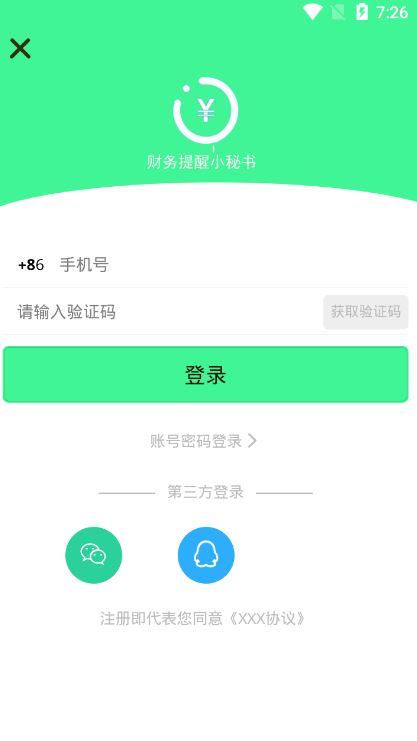 7:26
¥
财务提醒小秘书
+86 手机号
请输入验证码 获取验证码
登录
账号密码登录
第三方登录
注册即代表您同意《XXX协议》